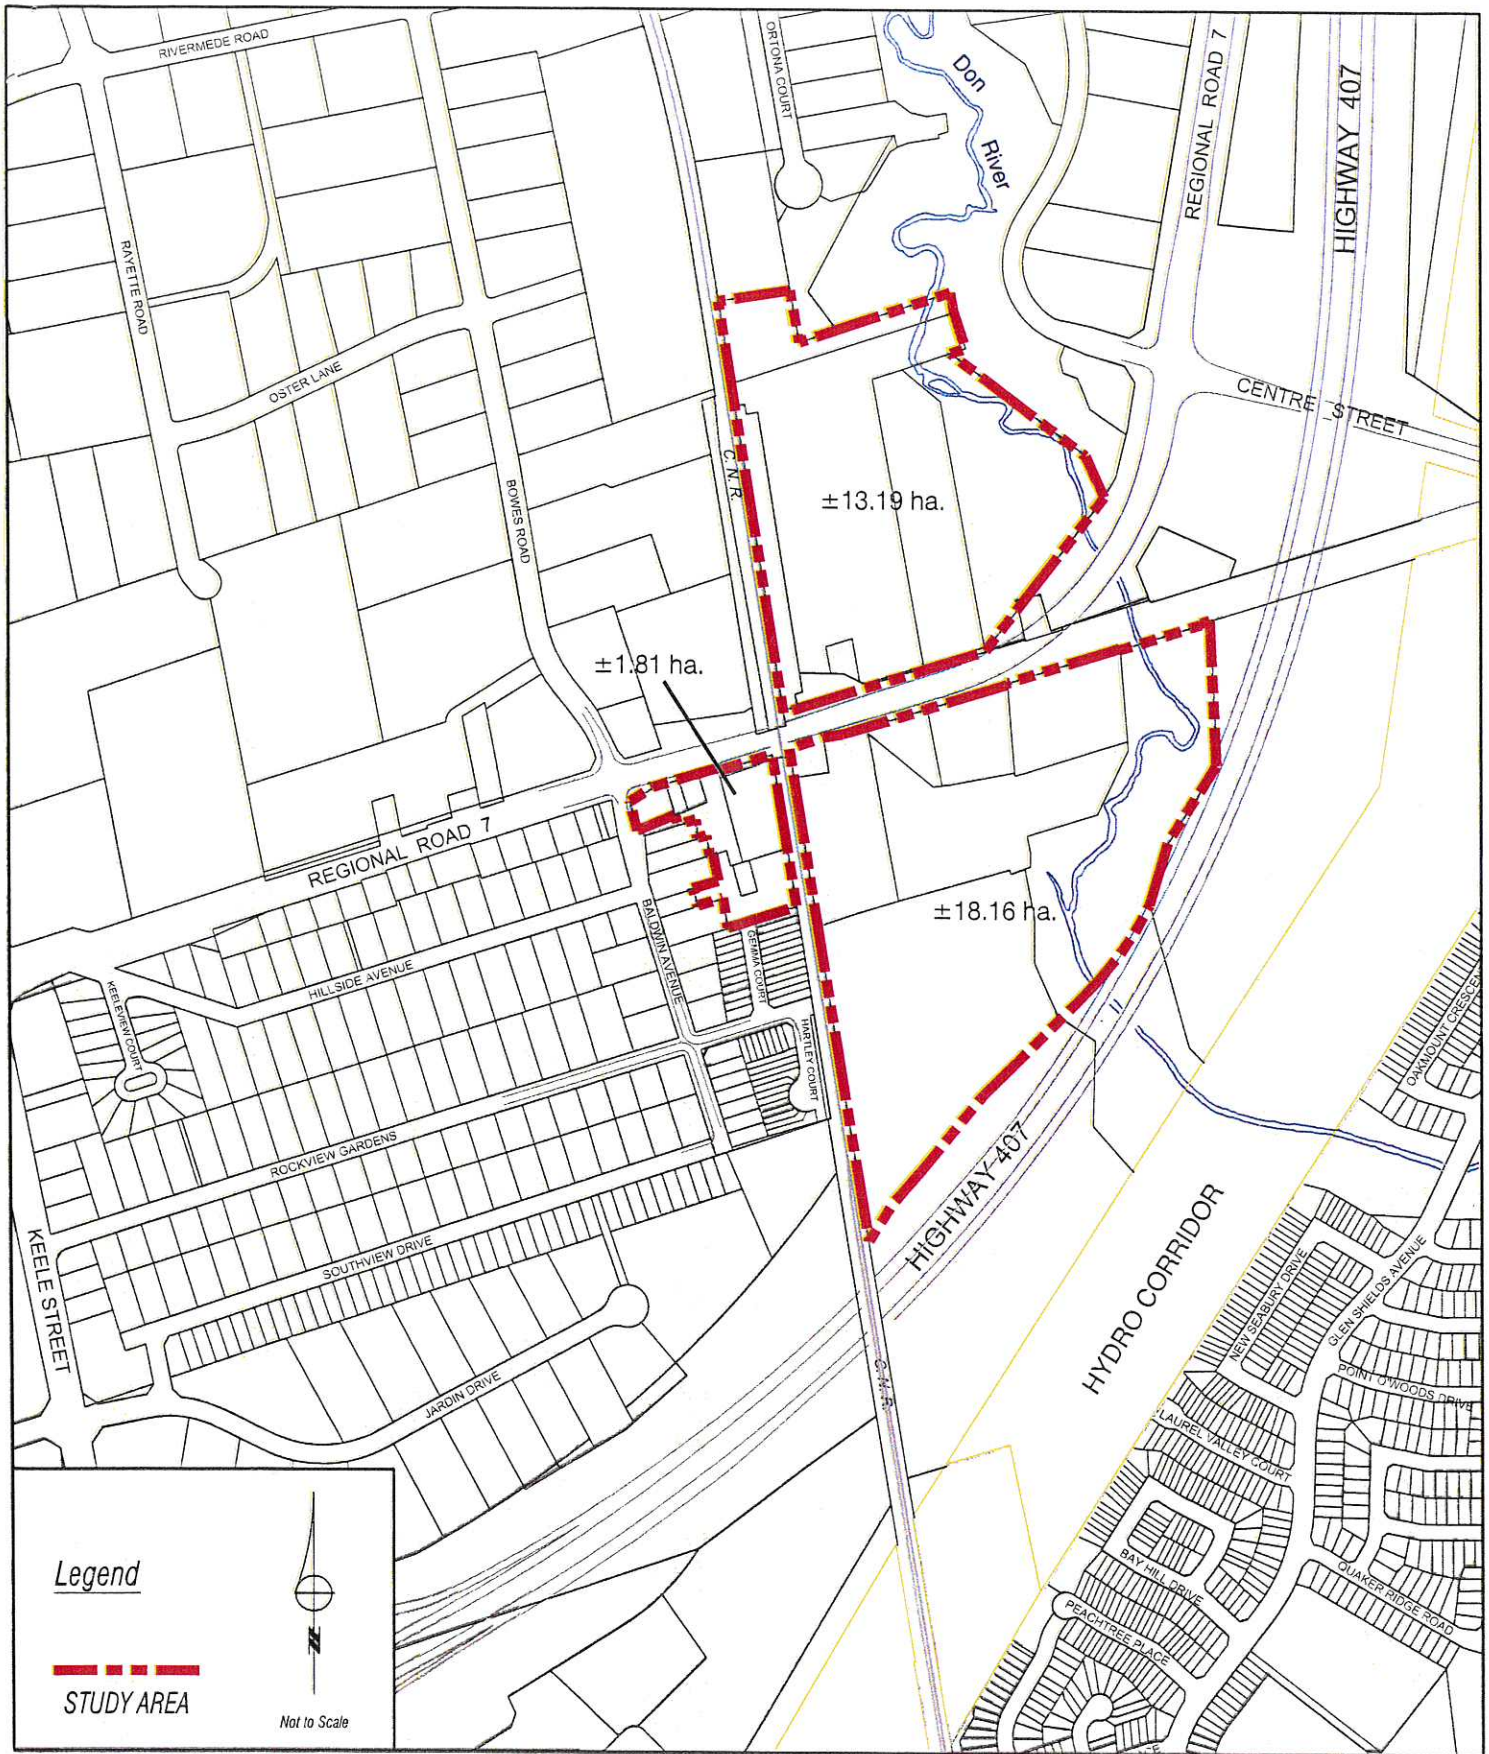 RIVERMEDE ROAD
ORTONA COURT
Don
River
REGIONAL ROAD 7
HIGHWAY 407
RAYETTE ROAD
OSTER LANE
CENTRE STREET
C. N. R.
BOWES ROAD
±13.19 ha.
±1.81 ha.
REGIONAL ROAD 7
±18.16 ha.
BALDWIN AVENUE
GEMMA COURT
HILLSIDE AVENUE
KEELEVIEW COURT
HARTLEY COURT
OAKMOUNT CRESCEN
ROCKVIEW GARDENS
HIGHWAY 407
HYDRO CORRIDOR
KEELE STREET
SOUTHVIEW DRIVE
NEW SEABURY DRIVE
GLEN SHIELDS AVENUE
JARDIN DRIVE
C. N. R.
POINT O'WOODS DRIVE
LAUREL VALLEY COURT
BAY HILL DRIVE
QUAKER RIDGE ROAD
PEACHTREE PLACE
Legend
N
STUDY AREA
Not to Scale